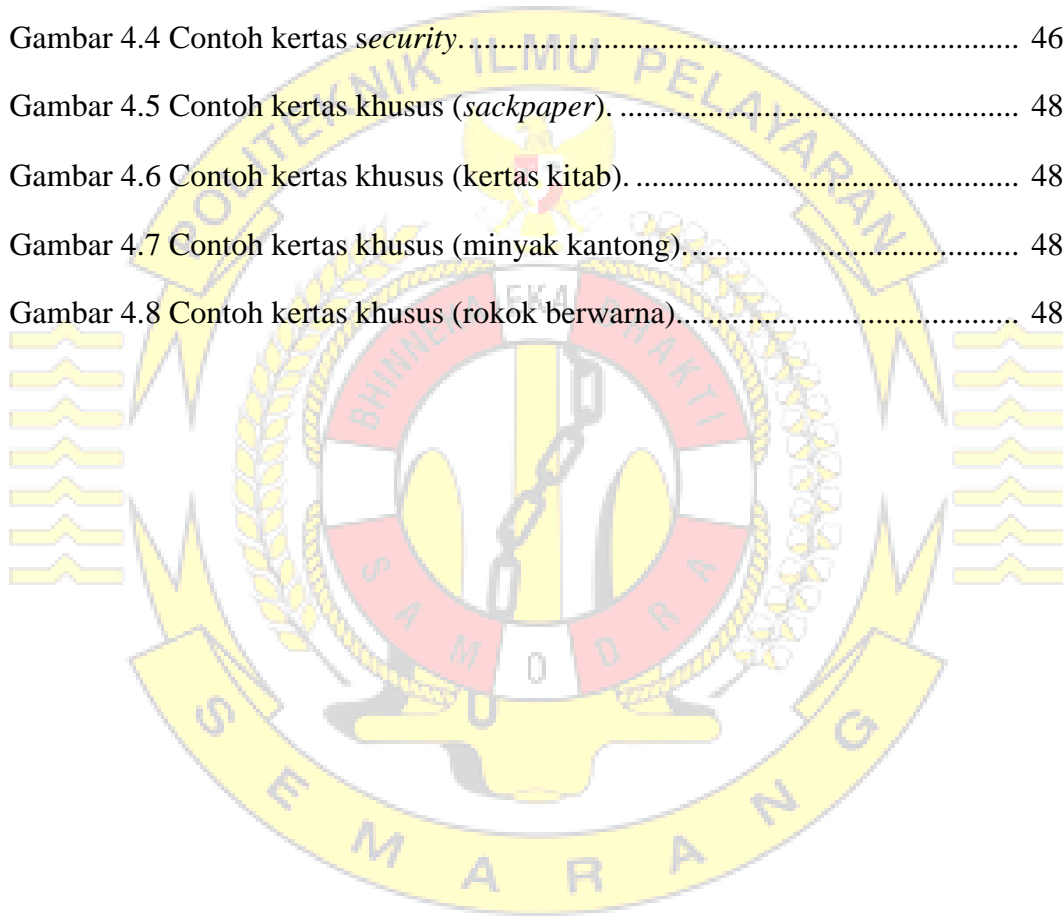 Gambar 4.4 Contoh kertas security. ........................................................................ 46
Gambar 4.5 Contoh kertas khusus (sackpaper). .................................................... 48
Gambar 4.6 Contoh kertas khusus (kertas kitab). .................................................. 48
Gambar 4.7 Contoh kertas khusus (minyak kantong). ........................................... 48
Gambar 4.8 Contoh kertas khusus (rokok berwarna)............................................. 48
POLITEKNIK ILMU PELAYARAN
BHINNEKA EKA BHAKTI
SAMODRA
SEMARANG